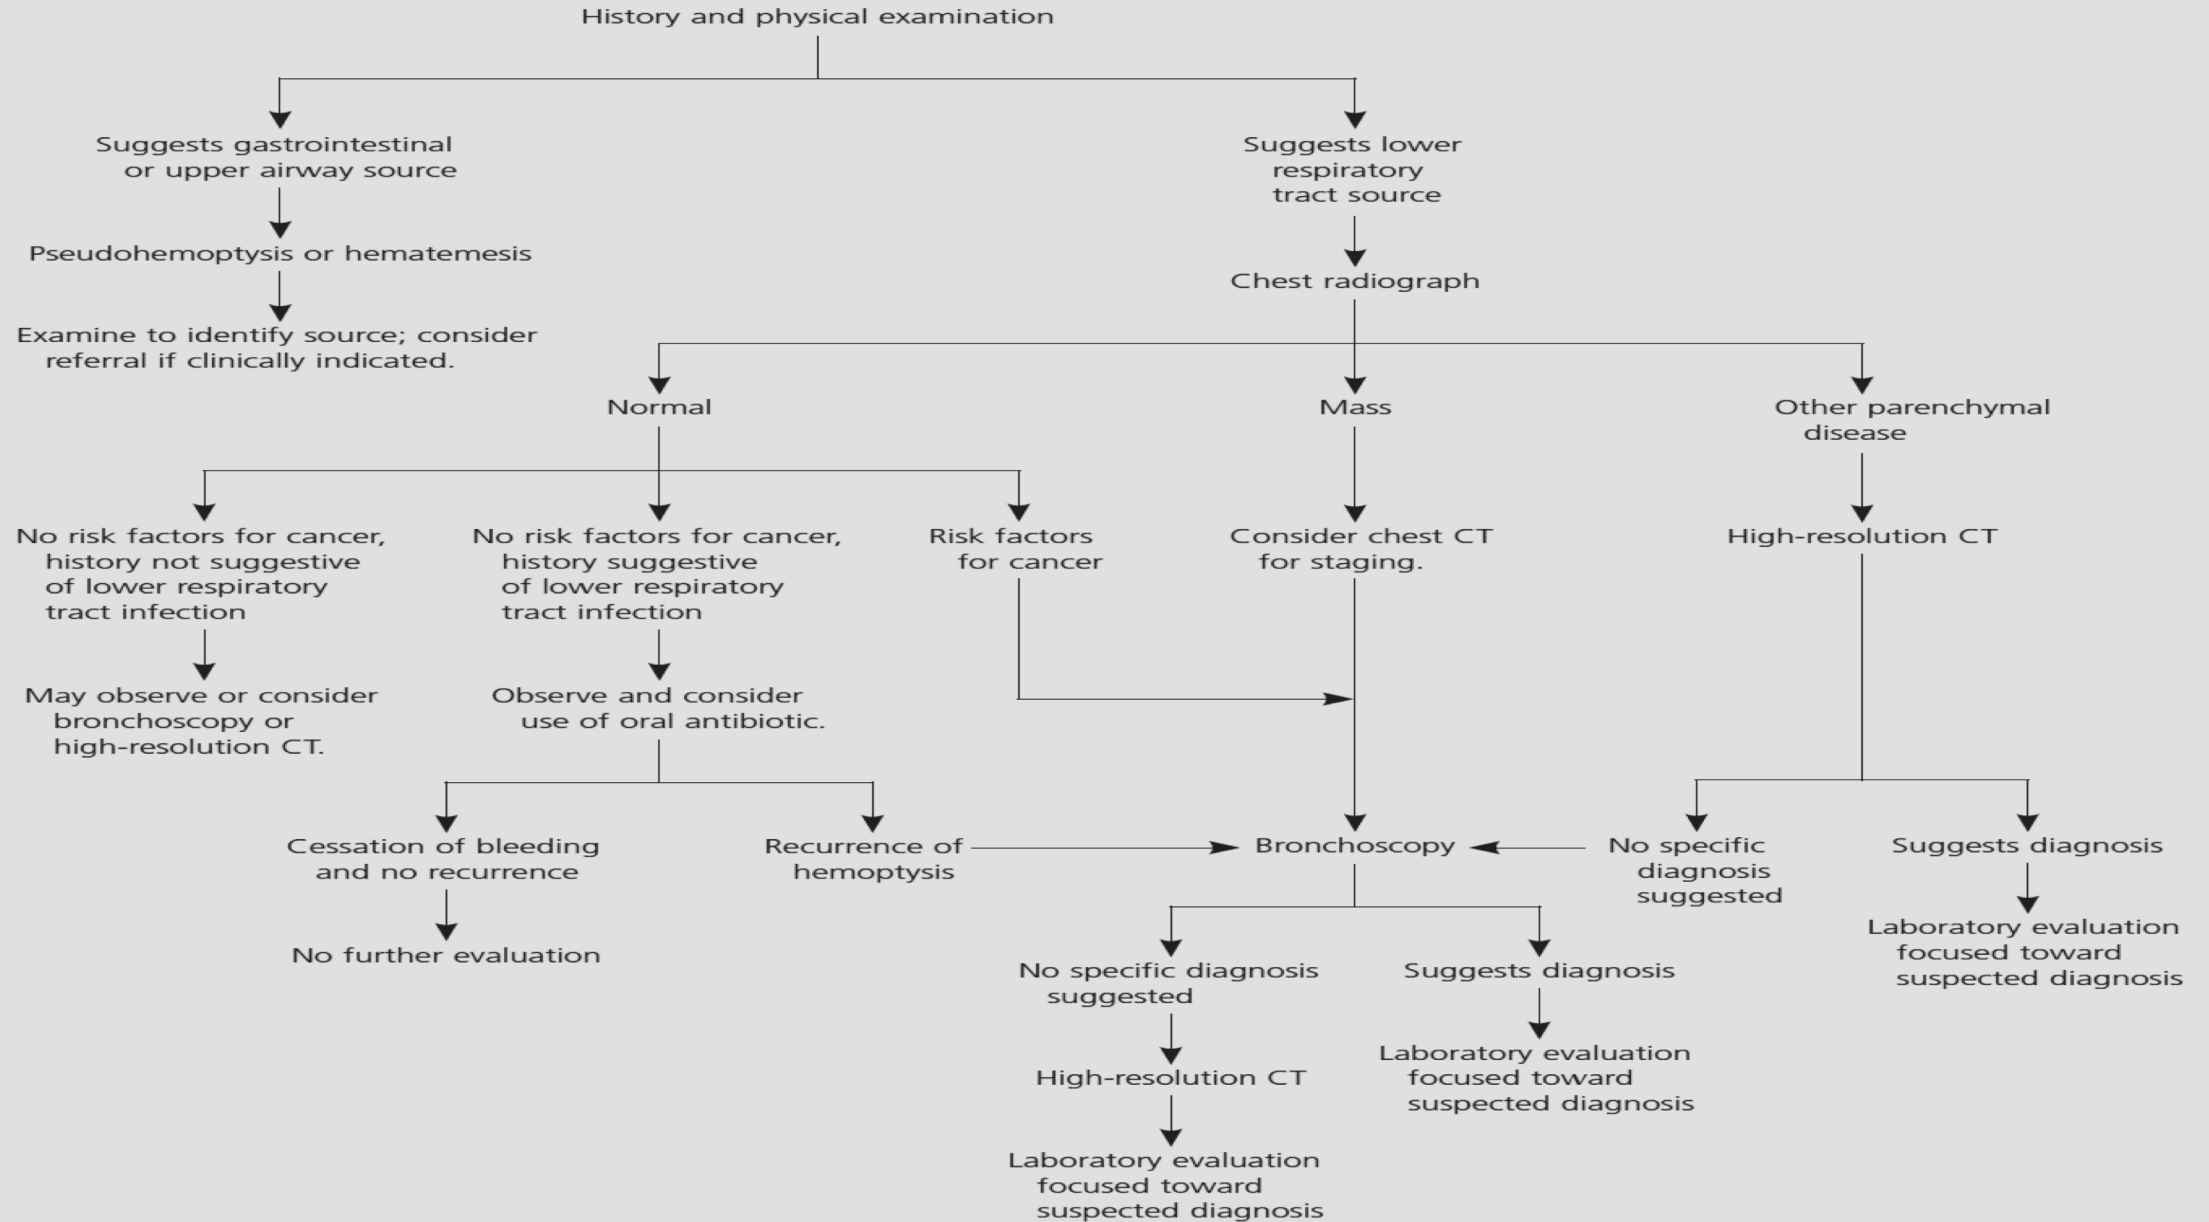 History and physical examination
Suggests gastrointestinal
or upper airway source
Pseudohemoptysis or hematemesis
Examine to identify source; consider
referral if clinically indicated.
Suggests lower
respiratory
tract source
Chest radiograph
Normal
Mass
Other parenchymal
disease
No risk factors for cancer,
history not suggestive
of lower respiratory
tract infection
May observe or consider
bronchoscopy or
high-resolution CT.
No risk factors for cancer,
history suggestive
of lower respiratory
tract infection
Observe and consider
use of oral antibiotic.
Risk factors
for cancer
Consider chest CT
for staging.
High-resolution CT
Cessation of bleeding
and no recurrence
No further evaluation
Recurrence of
hemoptysis
Bronchoscopy
No specific
diagnosis
suggested
Suggests diagnosis
Laboratory evaluation
focused toward
suspected diagnosis
No specific diagnosis
suggested
High-resolution CT
Laboratory evaluation
focused toward
suspected diagnosis
Suggests diagnosis
Laboratory evaluation
focused toward
suspected diagnosis